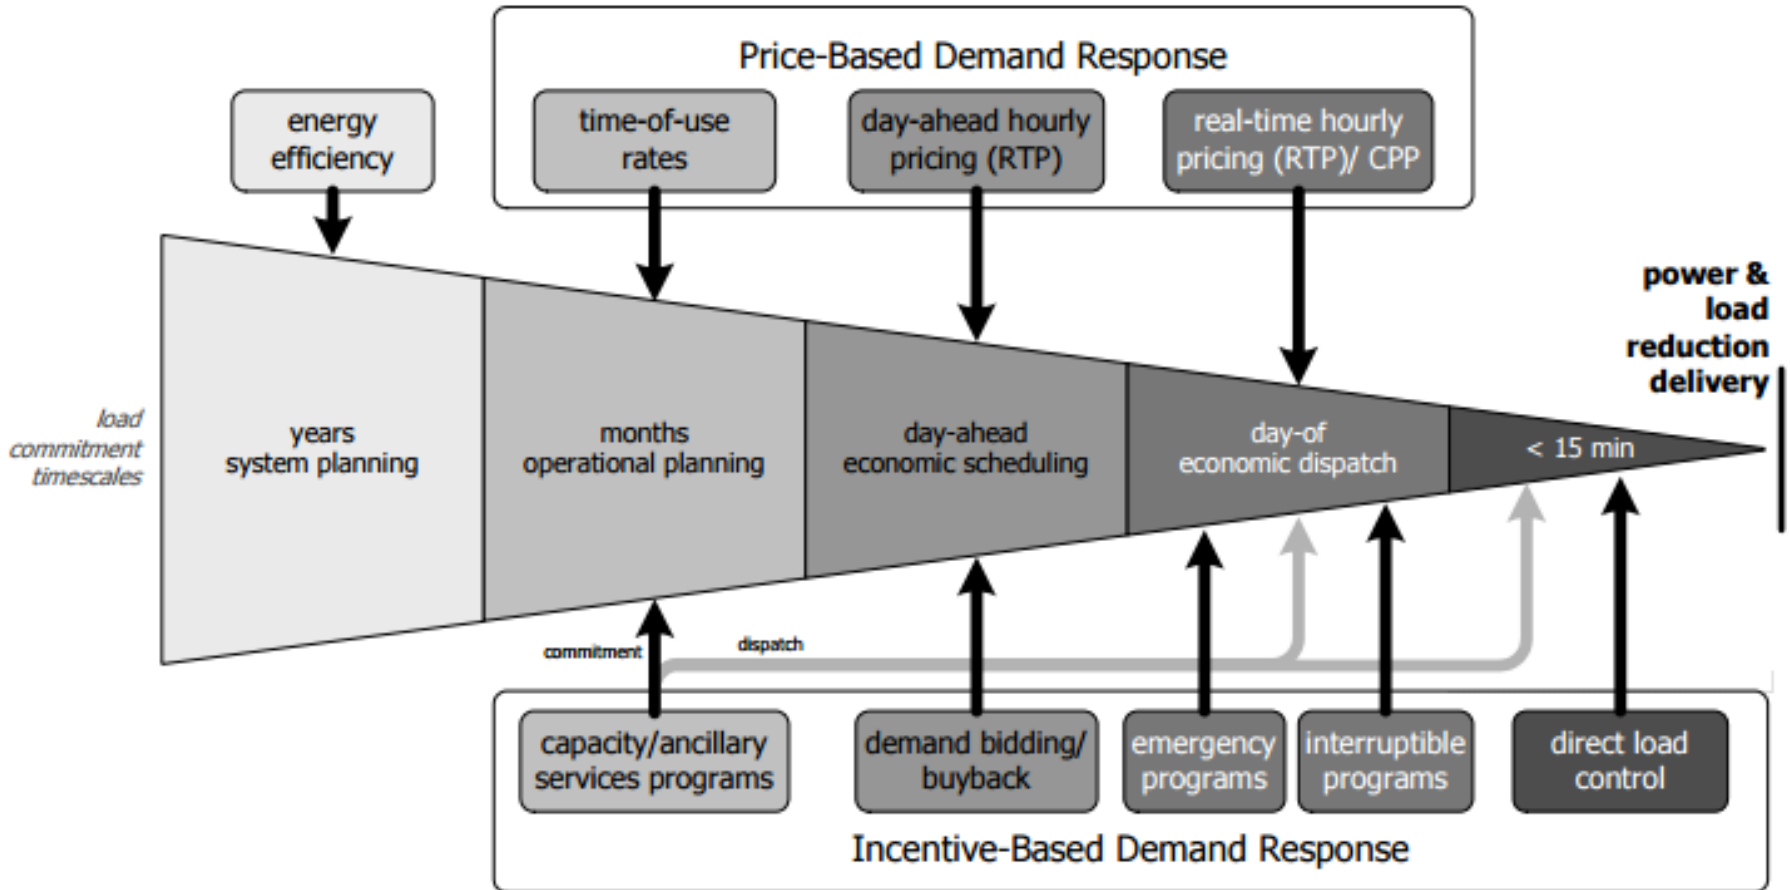 Price-Based Demand Response
energy
efficiency
time-of-use
rates
day-ahead hourly
pricing (RTP)
real-time hourly
pricing (RTP)/ CPP
power &
load
reduction
delivery
load
commitment
timescales
years
system planning
months
operational planning
day-ahead
economic scheduling
day-of
economic dispatch
< 15 min
commitment
dispatch
capacity/ancillary
services programs
demand bidding/
buyback
emergency
programs
interruptible
programs
direct load
control
Incentive-Based Demand Response